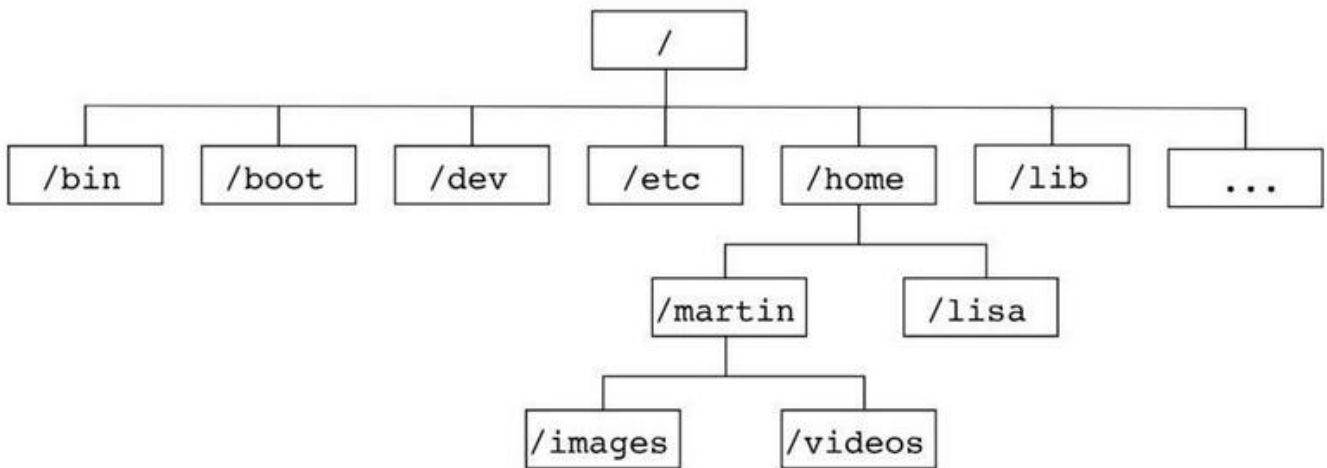 /
/bin /boot /dev /etc /home /lib ...
/martin /lisa
/images /videos